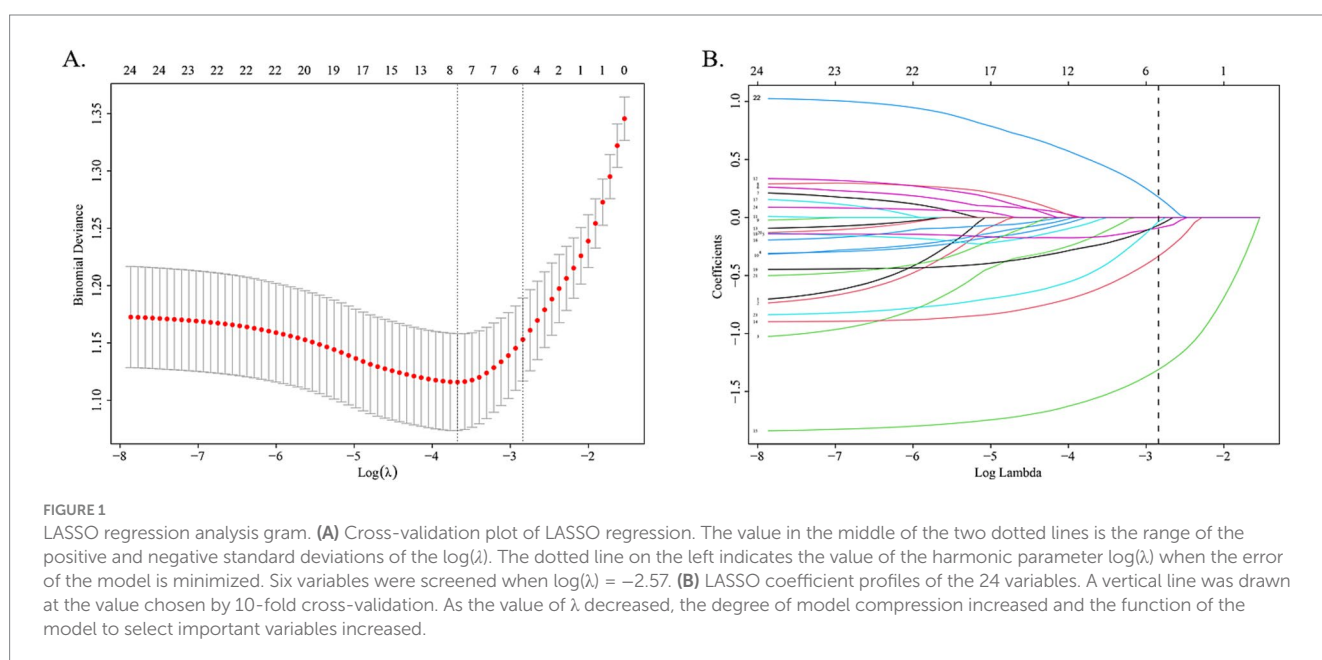 A.
24 24 23 22 22 22 20 19 17 15 13 8 7 7 6 4 2 1 1 0
1.35
1.30
1.25
1.20
1.15
1.10
Binomial Deviance
−8 −7 −6 −5 −4 −3 −2
Log(λ)
B.
24 23 22 17 12 6 1
1.0
0.5
0.0
−0.5
−1.0
−1.5
Coefficients
22
−8 −7 −6 −5 −4 −3 −2
Log Lambda
FIGURE 1
LASSO regression analysis gram. (A) Cross-validation plot of LASSO regression. The value in the middle of the two dotted lines is the range of the
positive and negative standard deviations of the log(λ). The dotted line on the left indicates the value of the harmonic parameter log(λ) when the error
of the model is minimized. Six variables were screened when log(λ) = −2.57. (B) LASSO coefficient profiles of the 24 variables. A vertical line was drawn
at the value chosen by 10-fold cross-validation. As the value of λ decreased, the degree of model compression increased and the function of the
model to select important variables increased.